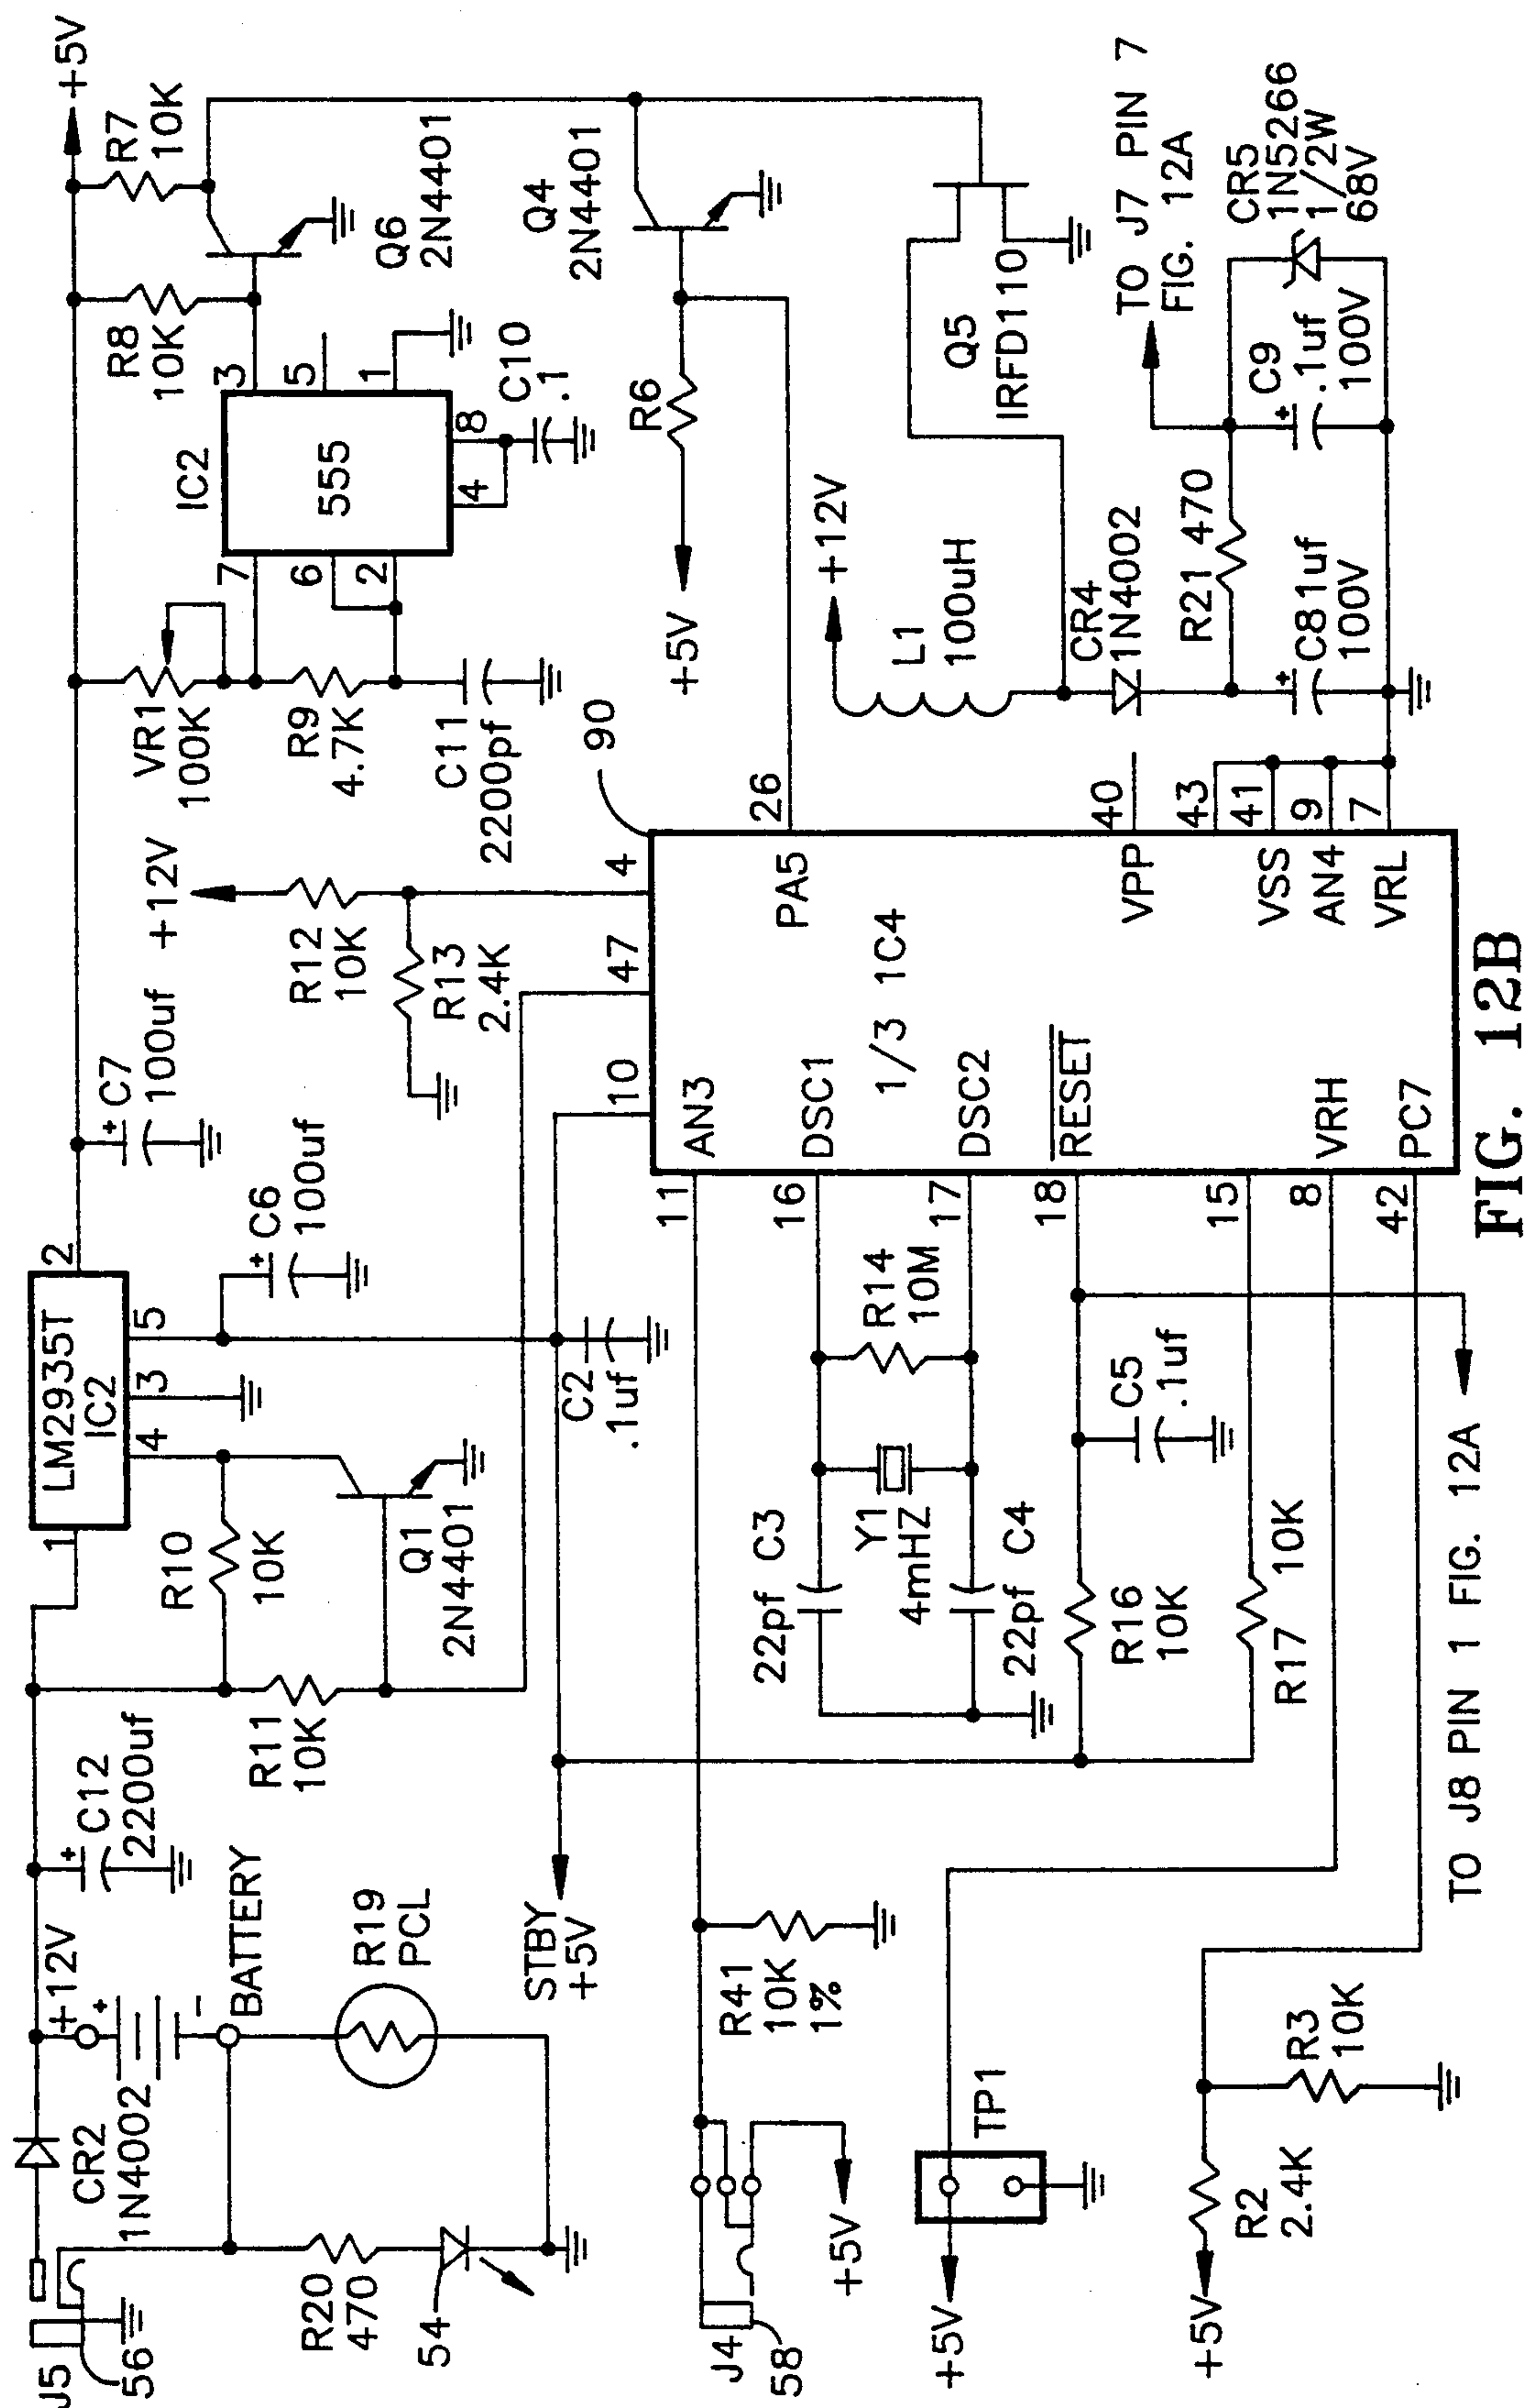 J5
56
CR2
1N4002
+12V
BATTERY
+
-
C12
2200uf
+
R19
PCL
R20
470
54
R11
10K
R10
10K
Q1
2N4401
LM2935T
IC2
1
4
3
5
2
C6
100uf
+
C7
100uf
+
C2
.1uf
STBY
+5V
+12V
R12
10K
R13
2.4K
VR1
100K
R9
4.7K
C11
2200pf
IC2
555
7
6
2
3
5
1
8
4
C10
.1
R8
10K
R7
10K
+5V
Q6
2N4401
Q4
2N4401
R6
+5V
Q5
IRFD110
+12V
L1
100uH
CR4
1N4002
R21 470
C8 1uf
100V
+
C9
.1uf
100V
+
CR5
1N5266
1/2W
68V
TO J7 PIN 7
FIG. 12A
90
10
47
4
11
16
17
18
15
8
42
26
40
43
41
9
7
AN3
DSC1
DSC2
RESET
VRH
PC7
1/3 1C4
PA5
VPP
VSS
AN4
VRL
J4
58
+5V
R41
10K
1%
22pf C3
Y1
4mHZ
22pf C4
R14
10M
R16
10K
C5
.1uf
R17
10K
TP1
+5V
R2
2.4K
+5V
R3
10K
TO J8 PIN 1 FIG. 12A
FIG. 12B